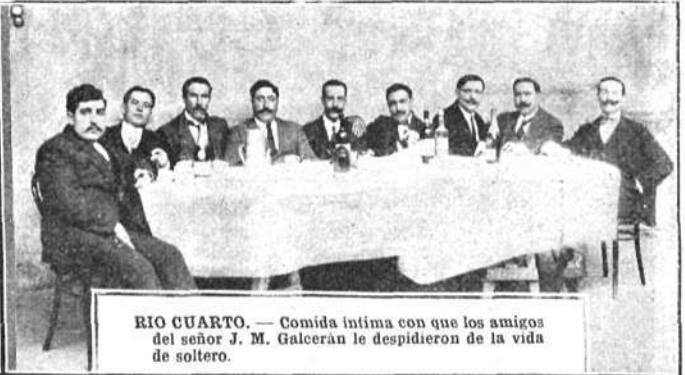 RIO CUARTO. — Comida íntima con que los amigos
del señor J. M. Galcerán le despidieron de la vida
de soltero.